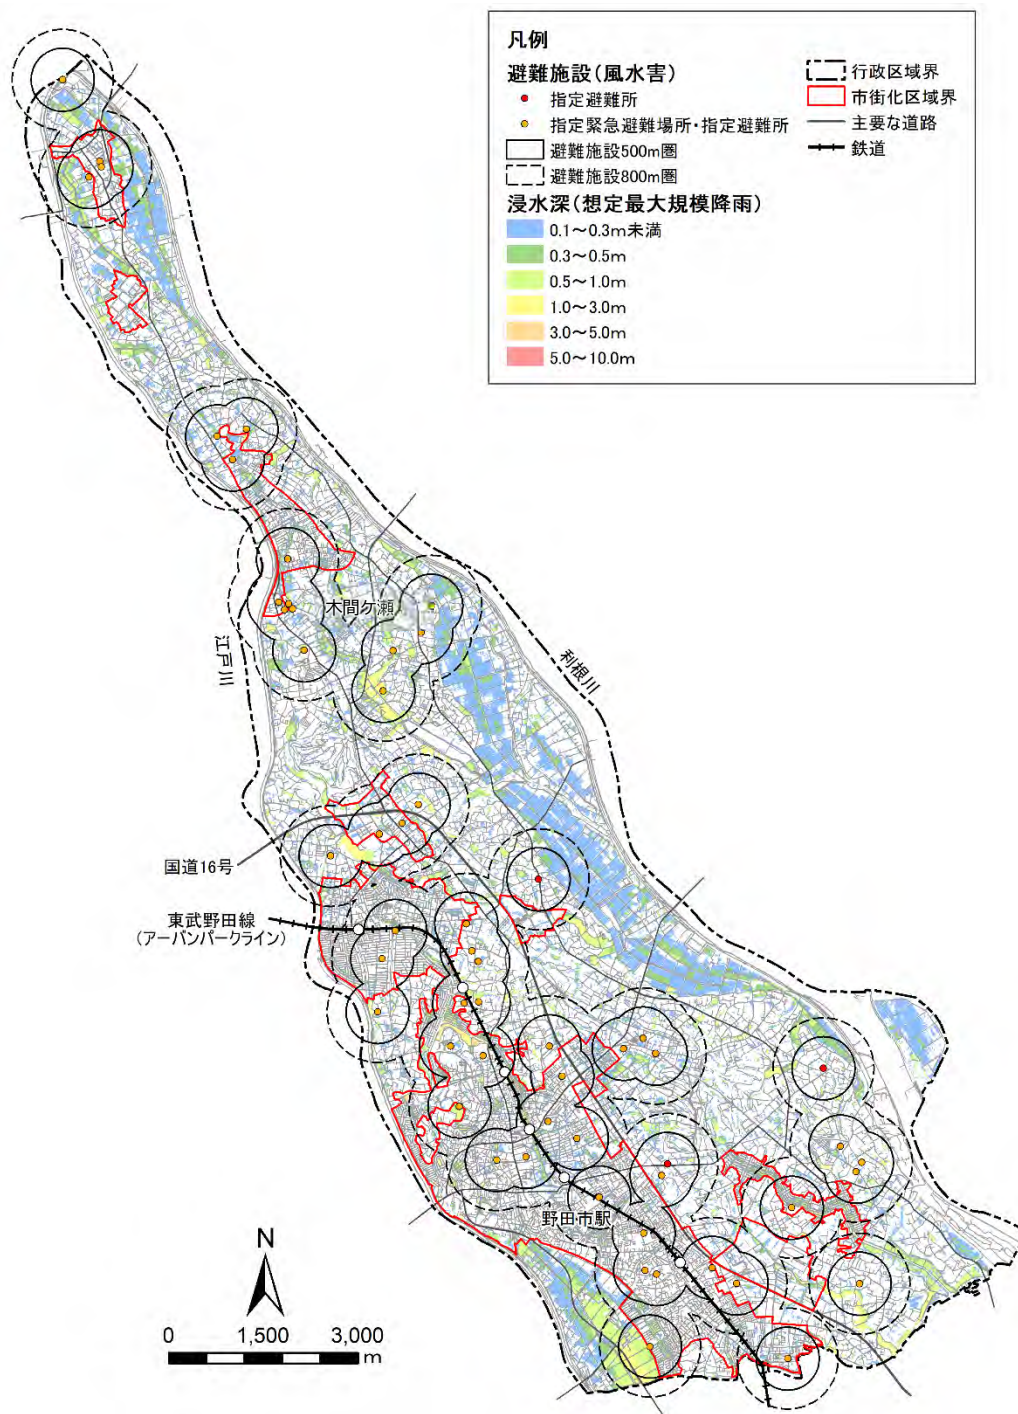 凡例
避難施設(風水害)
指定避難所
指定緊急避難場所・指定避難所
避難施設500m圏
避難施設800m圏
浸水深(想定最大規模降雨)
0.1～0.3m未満
0.3～0.5m
0.5～1.0m
1.0～3.0m
3.0～5.0m
5.0～10.0m
行政区域界
市街化区域界
主要な道路
鉄道
木間ケ瀬
江戸川
利根川
国道16号
東武野田線
(アーバンパークライン)
野田市駅
N
0 1,500 3,000
m